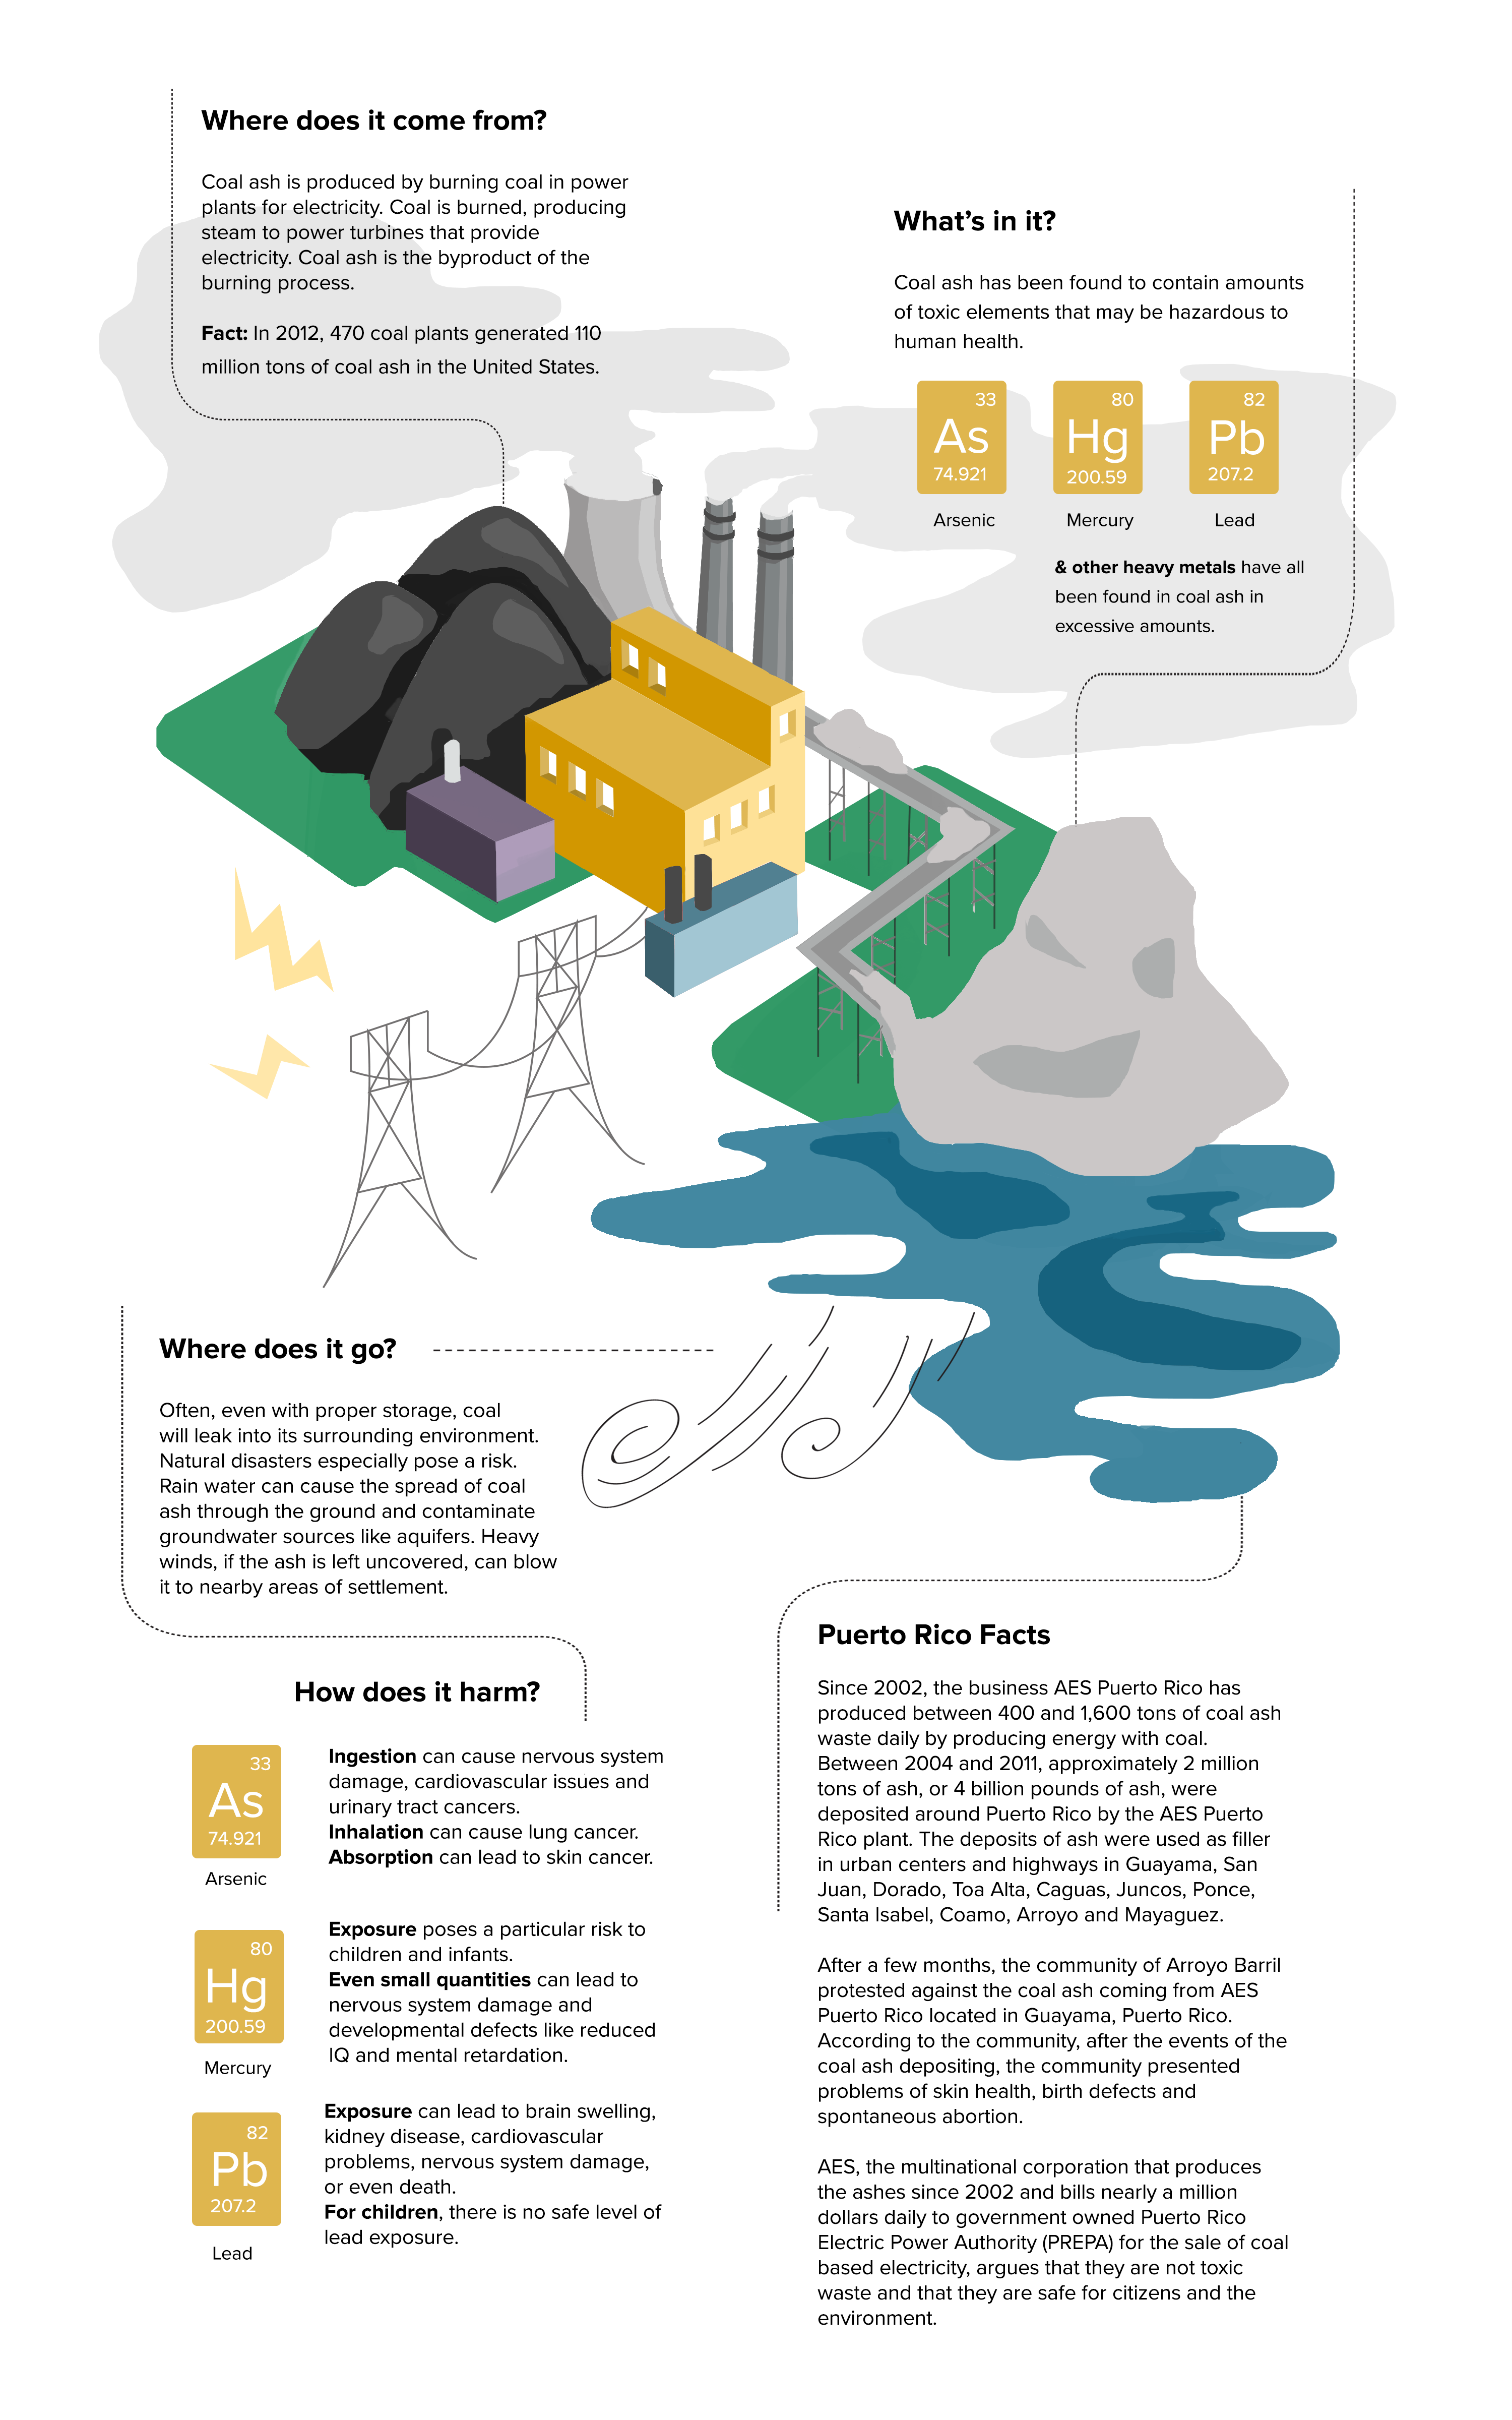 Where does it come from?
Coal ash is produced by burning coal in power
plants for electricity. Coal is burned, producing
steam to power turbines that provide
electricity. Coal ash is the byproduct of the
burning process.
Fact: In 2012, 470 coal plants generated 110
million tons of coal ash in the United States.
What's in it?
Coal ash has been found to contain amounts
of toxic elements that may be hazardous to
human health.
33
As
74.921
Arsenic
80
Hg
200.59
Mercury
82
Pb
207.2
Lead
& other heavy metals have all
been found in coal ash in
excessive amounts.
Where does it go?
Often, even with proper storage, coal
will leak into its surrounding environment.
Natural disasters especially pose a risk.
Rain water can cause the spread of coal
ash through the ground and contaminate
groundwater sources like aquifers. Heavy
winds, if the ash is left uncovered, can blow
it to nearby areas of settlement.
How does it harm?
33
As
74.921
Arsenic
Ingestion can cause nervous system
damage, cardiovascular issues and
urinary tract cancers.
Inhalation can cause lung cancer.
Absorption can lead to skin cancer.
80
Hg
200.59
Mercury
Exposure poses a particular risk to
children and infants.
Even small quantities can lead to
nervous system damage and
developmental defects like reduced
IQ and mental retardation.
82
Pb
207.2
Lead
Exposure can lead to brain swelling,
kidney disease, cardiovascular
problems, nervous system damage,
or even death.
For children, there is no safe level of
lead exposure.
Puerto Rico Facts
Since 2002, the business AES Puerto Rico has
produced between 400 and 1,600 tons of coal ash
waste daily by producing energy with coal.
Between 2004 and 2011, approximately 2 million
tons of ash, or 4 billion pounds of ash, were
deposited around Puerto Rico by the AES Puerto
Rico plant. The deposits of ash were used as filler
in urban centers and highways in Guayama, San
Juan, Dorado, Toa Alta, Caguas, Juncos, Ponce,
Santa Isabel, Coamo, Arroyo and Mayaguez.
After a few months, the community of Arroyo Barril
protested against the coal ash coming from AES
Puerto Rico located in Guayama, Puerto Rico.
According to the community, after the events of the
coal ash depositing, the community presented
problems of skin health, birth defects and
spontaneous abortion.
AES, the multinational corporation that produces
the ashes since 2002 and bills nearly a million
dollars daily to government owned Puerto Rico
Electric Power Authority (PREPA) for the sale of coal
based electricity, argues that they are not toxic
waste and that they are safe for citizens and the
environment.